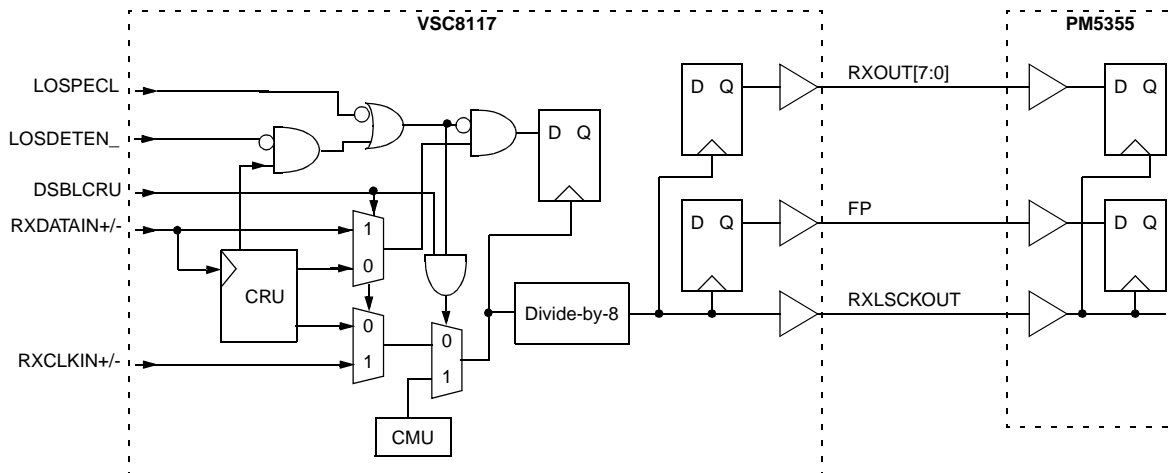 VSC8117
PM5355
LOSPECL
LOSDETEN_
DSBLCRU
RXDATAIN+/-
RXCLKIN+/-
CRU
1
0
0
1
0
1
CMU
D Q
Divide-by-8
D Q
D Q
RXOUT[7:0]
FP
RXLSCKOUT
D Q
D Q